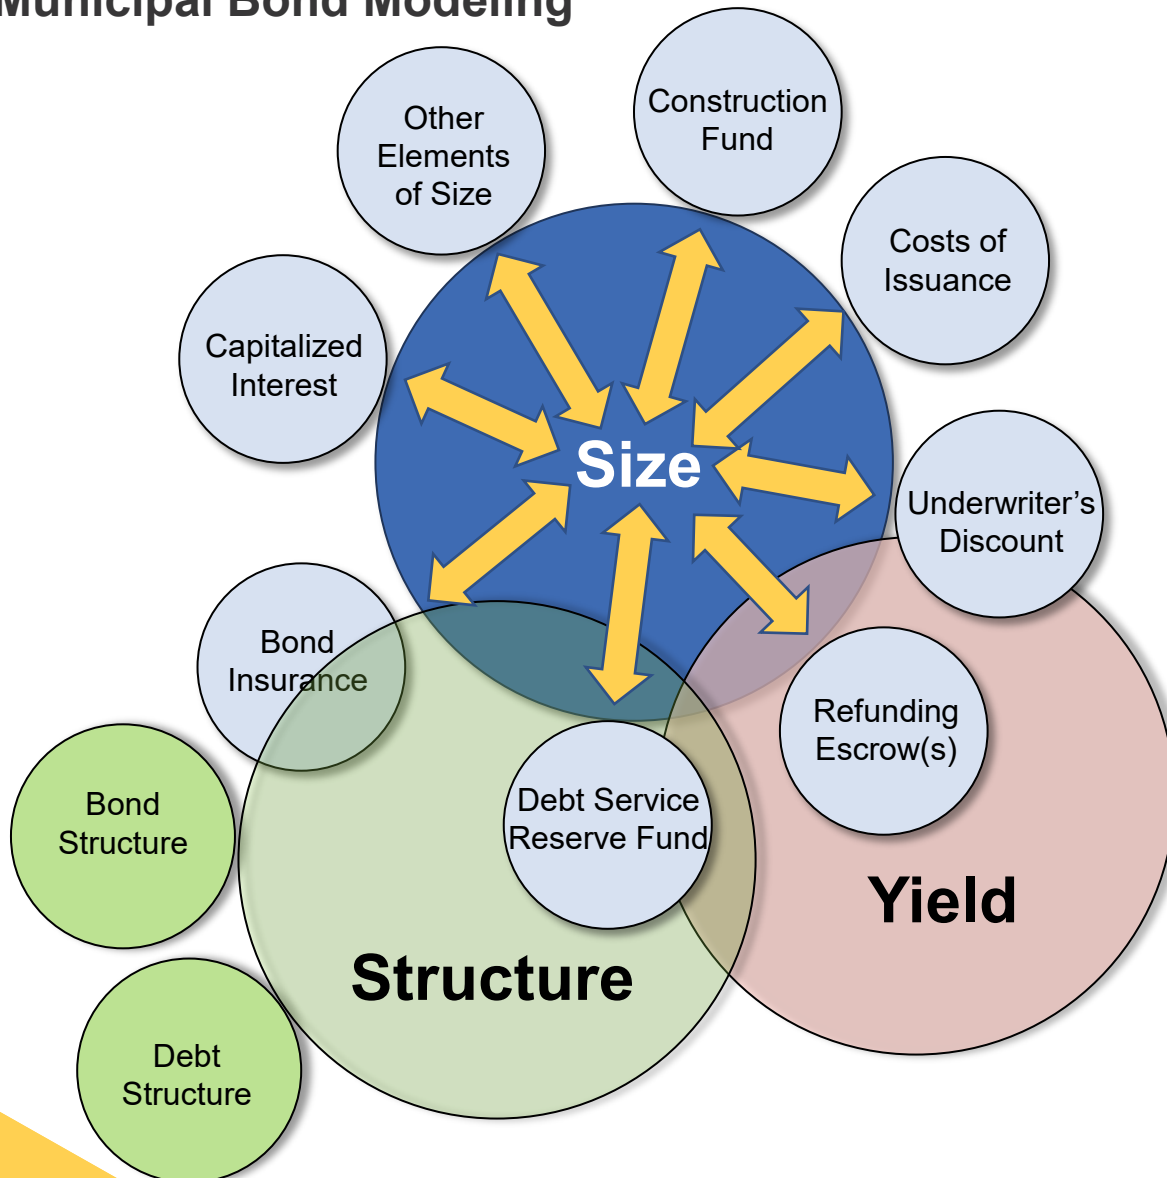 Municipal Bond Modeling
Other
Elements
of Size
Construction
Fund
Costs of
Issuance
Capitalized
Interest
Size
Underwriter’s
Discount
Bond
Insurance
Refunding
Escrow(s)
Bond
Structure
Debt Service
Reserve Fund
Yield
Structure
Debt
Structure